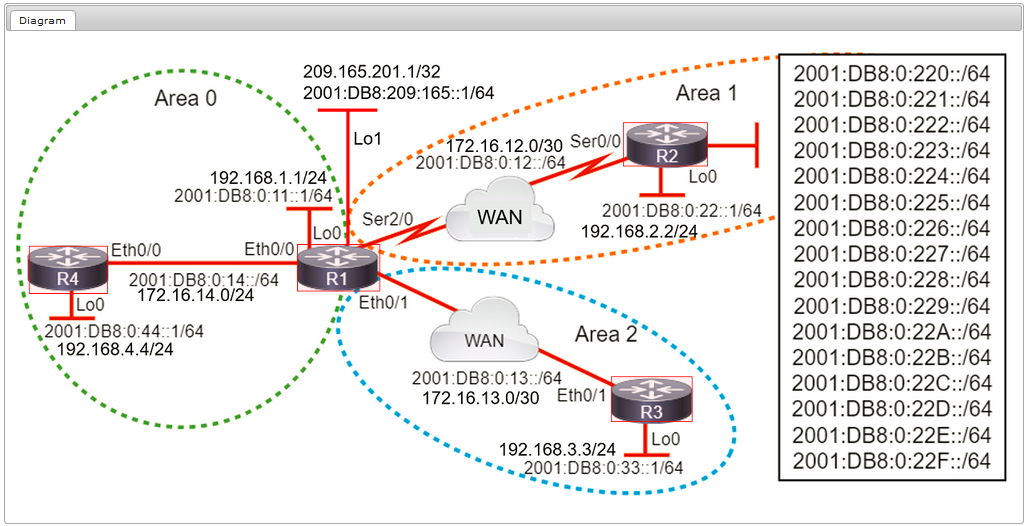 Diagram
209.165.201.1/32
2001:DB8:209:165::1/64
Area 0
Lo1
Area 1
172.16.12.0/30
2001:DB8:0:12::/64
Ser0/0
R2
Lo0
2001:DB8:0:22::1/64
192.168.2.2/24
WAN
192.168.1.1/24
2001:DB8:0:11::1/64
Lo0
Ser2/0
Eth0/0
Eth0/0
R4
R1
2001:DB8:0:14::/64
172.16.14.0/24
Lo0
2001:DB8:0:44::1/64
192.168.4.4/24
Eth0/1
WAN
Area 2
2001:DB8:0:13::/64
172.16.13.0/30
Eth0/1
R3
Lo0
192.168.3.3/24
2001:DB8:0:33::1/64
2001:DB8:0:220::/64
2001:DB8:0:221::/64
2001:DB8:0:222::/64
2001:DB8:0:223::/64
2001:DB8:0:224::/64
2001:DB8:0:225::/64
2001:DB8:0:226::/64
2001:DB8:0:227::/64
2001:DB8:0:228::/64
2001:DB8:0:229::/64
2001:DB8:0:22A::/64
2001:DB8:0:22B::/64
2001:DB8:0:22C::/64
2001:DB8:0:22D::/64
2001:DB8:0:22E::/64
2001:DB8:0:22F::/64